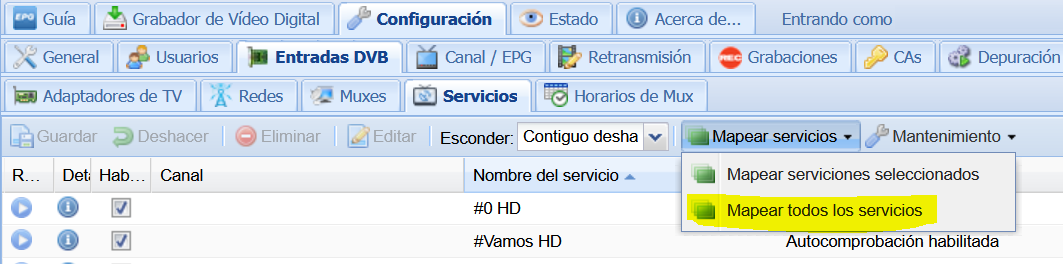 EPG Guía Grabador de Vídeo Digital Configuración Estado Acerca de... Entrando como
General Usuarios Entradas DVB Canal / EPG Retransmisión REC Grabaciones CAs Depuración
Adaptadores de TV Redes Muxes Servicios Horarios de Mux
Guardar Deshacer Eliminar Editar Esconder: Contiguo desha Mapear servicios Mantenimiento
Mapear serviciones seleccionados
Mapear todos los servicios
R... Deta Hab... Canal Nombre del servicio
#0 HD
#Vamos HD Autocomprobación habilitada